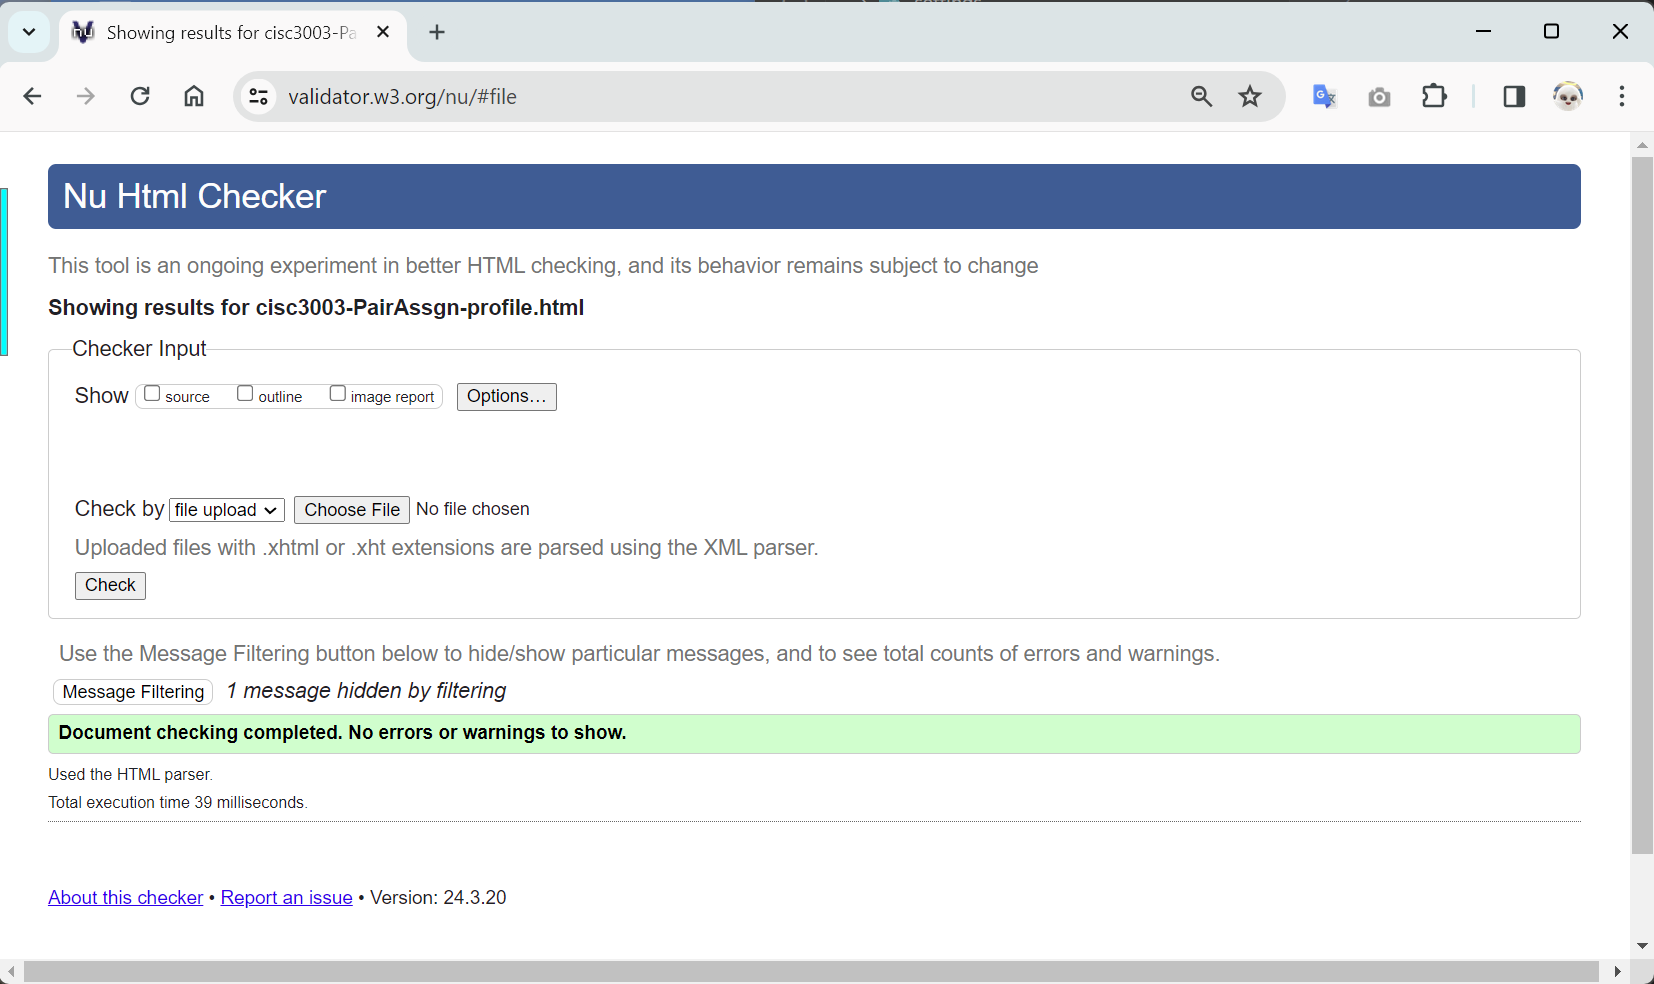 Showing results for cisc3003-Pa
validator.w3.org/nu/#file
Nu Html Checker
This tool is an ongoing experiment in better HTML checking, and its behavior remains subject to change
Showing results for cisc3003-PairAssgn-profile.html
Checker Input
Show source outline image report Options…
Check by file upload Choose File No file chosen
Uploaded files with .xhtml or .xht extensions are parsed using the XML parser.
Check
Use the Message Filtering button below to hide/show particular messages, and to see total counts of errors and warnings.
Message Filtering 1 message hidden by filtering
Document checking completed. No errors or warnings to show.
Used the HTML parser.
Total execution time 39 milliseconds.
About this checker • Report an issue • Version: 24.3.20